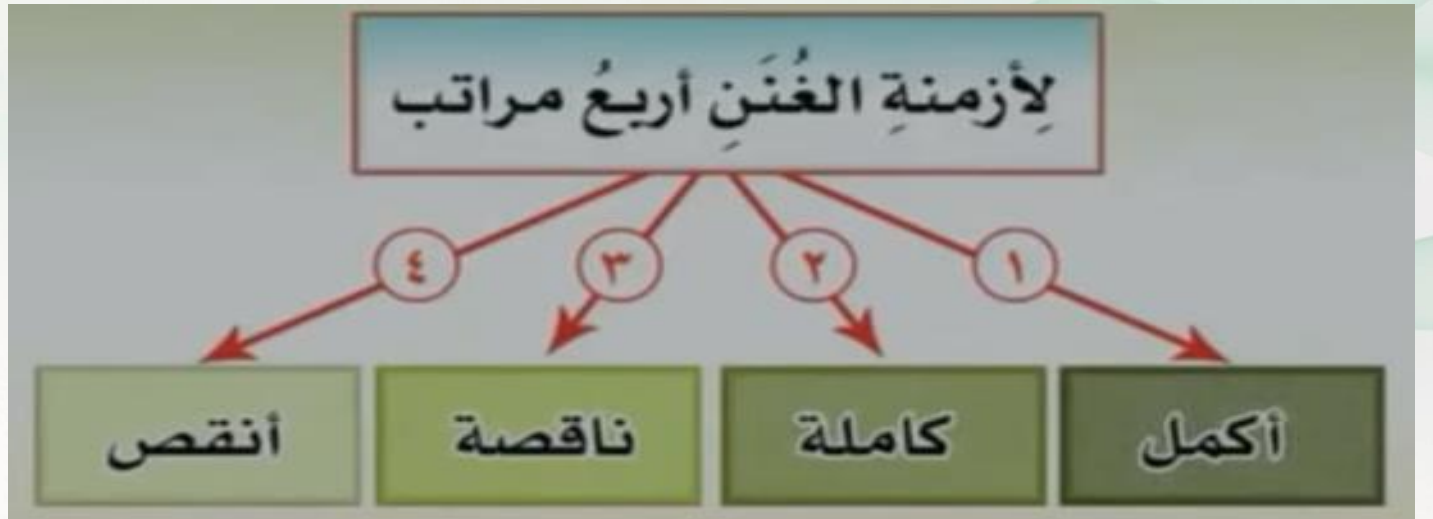 لِأزمنةِ الغُنَنِ أربعُ مراتب
١ ٢ ٣ ٤
أكمل كاملة ناقصة أنقص